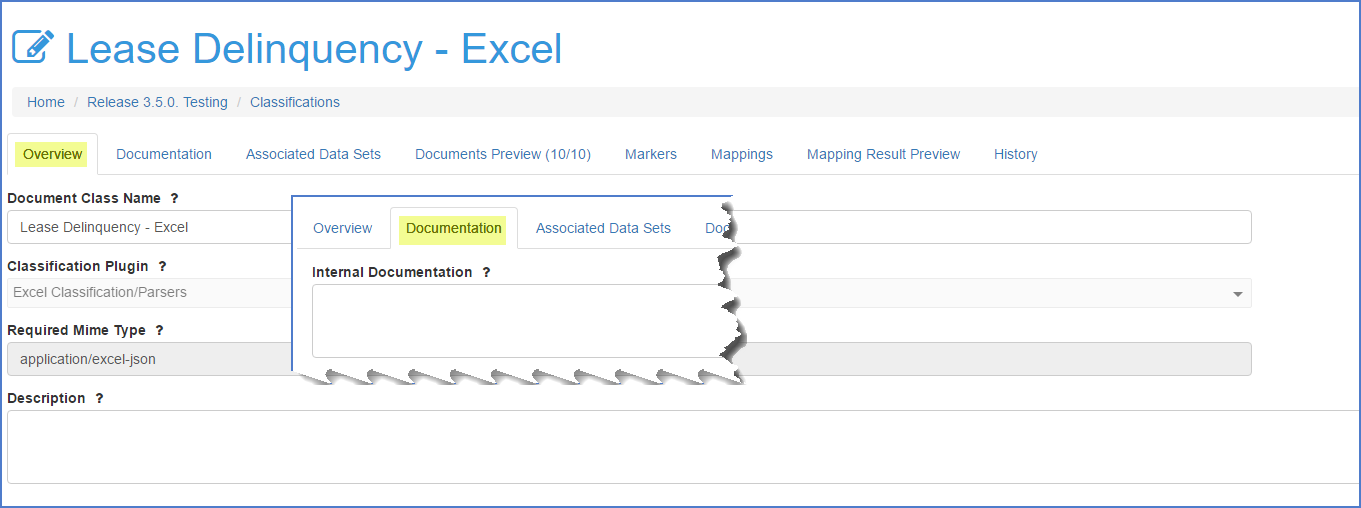 Lease Delinquency - Excel
Home / Release 3.5.0. Testing / Classifications
Overview Documentation Associated Data Sets Documents Preview (10/10) Markers Mappings Mapping Result Preview History
Document Class Name ?
Lease Delinquency - Excel
Classification Plugin ?
Excel Classification/Parsers
Required Mime Type ?
application/excel-json
Description ?
Overview Documentation Associated Data Sets Doc
Internal Documentation ?